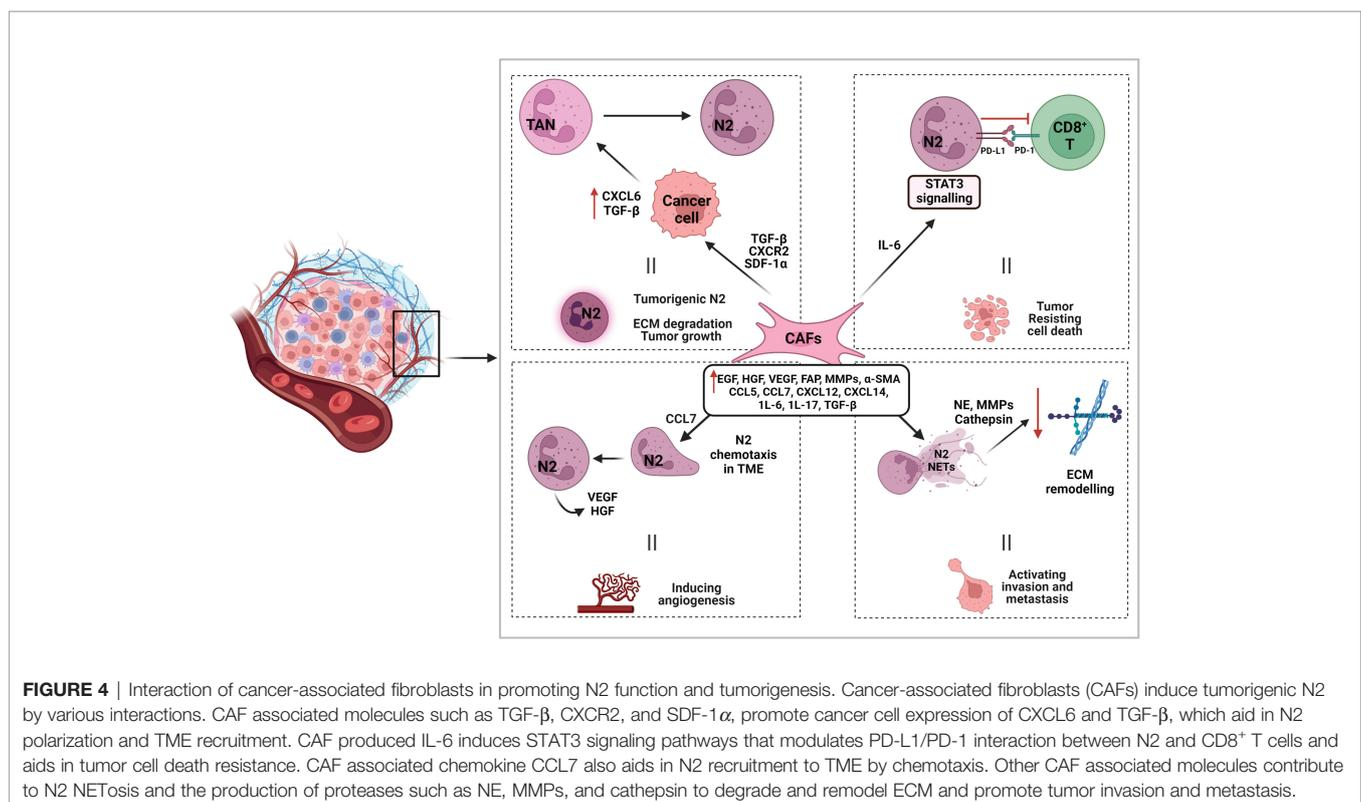 TAN
N2
CXCL6
TGF-β
Cancer
cell
TGF-β
CXCR2
SDF-1α
||
N2
Tumorigenic N2
ECM degradation
Tumor growth
N2
PD-L1
PD-1
CD8+
T
STAT3
signalling
IL-6
||
Tumor
Resisting
cell death
CAFs
EGF, HGF, VEGF, FAP, MMPs, α-SMA
CCL5, CCL7, CXCL12, CXCL14,
1L-6, 1L-17, TGF-β
CCL7
N2
N2
N2
chemotaxis
in TME
VEGF
HGF
||
Inducing
angiogenesis
N2
NETs
NE, MMPs
Cathepsin
ECM
remodelling
||
Activating
invasion and
metastasis
FIGURE 4 | Interaction of cancer-associated fibroblasts in promoting N2 function and tumorigenesis. Cancer-associated fibroblasts (CAFs) induce tumorigenic N2
by various interactions. CAF associated molecules such as TGF-β, CXCR2, and SDF-1α, promote cancer cell expression of CXCL6 and TGF-β, which aid in N2
polarization and TME recruitment. CAF produced IL-6 induces STAT3 signaling pathways that modulates PD-L1/PD-1 interaction between N2 and CD8+ T cells and
aids in tumor cell death resistance. CAF associated chemokine CCL7 also aids in N2 recruitment to TME by chemotaxis. Other CAF associated molecules contribute
to N2 NETosis and the production of proteases such as NE, MMPs, and cathepsin to degrade and remodel ECM and promote tumor invasion and metastasis.